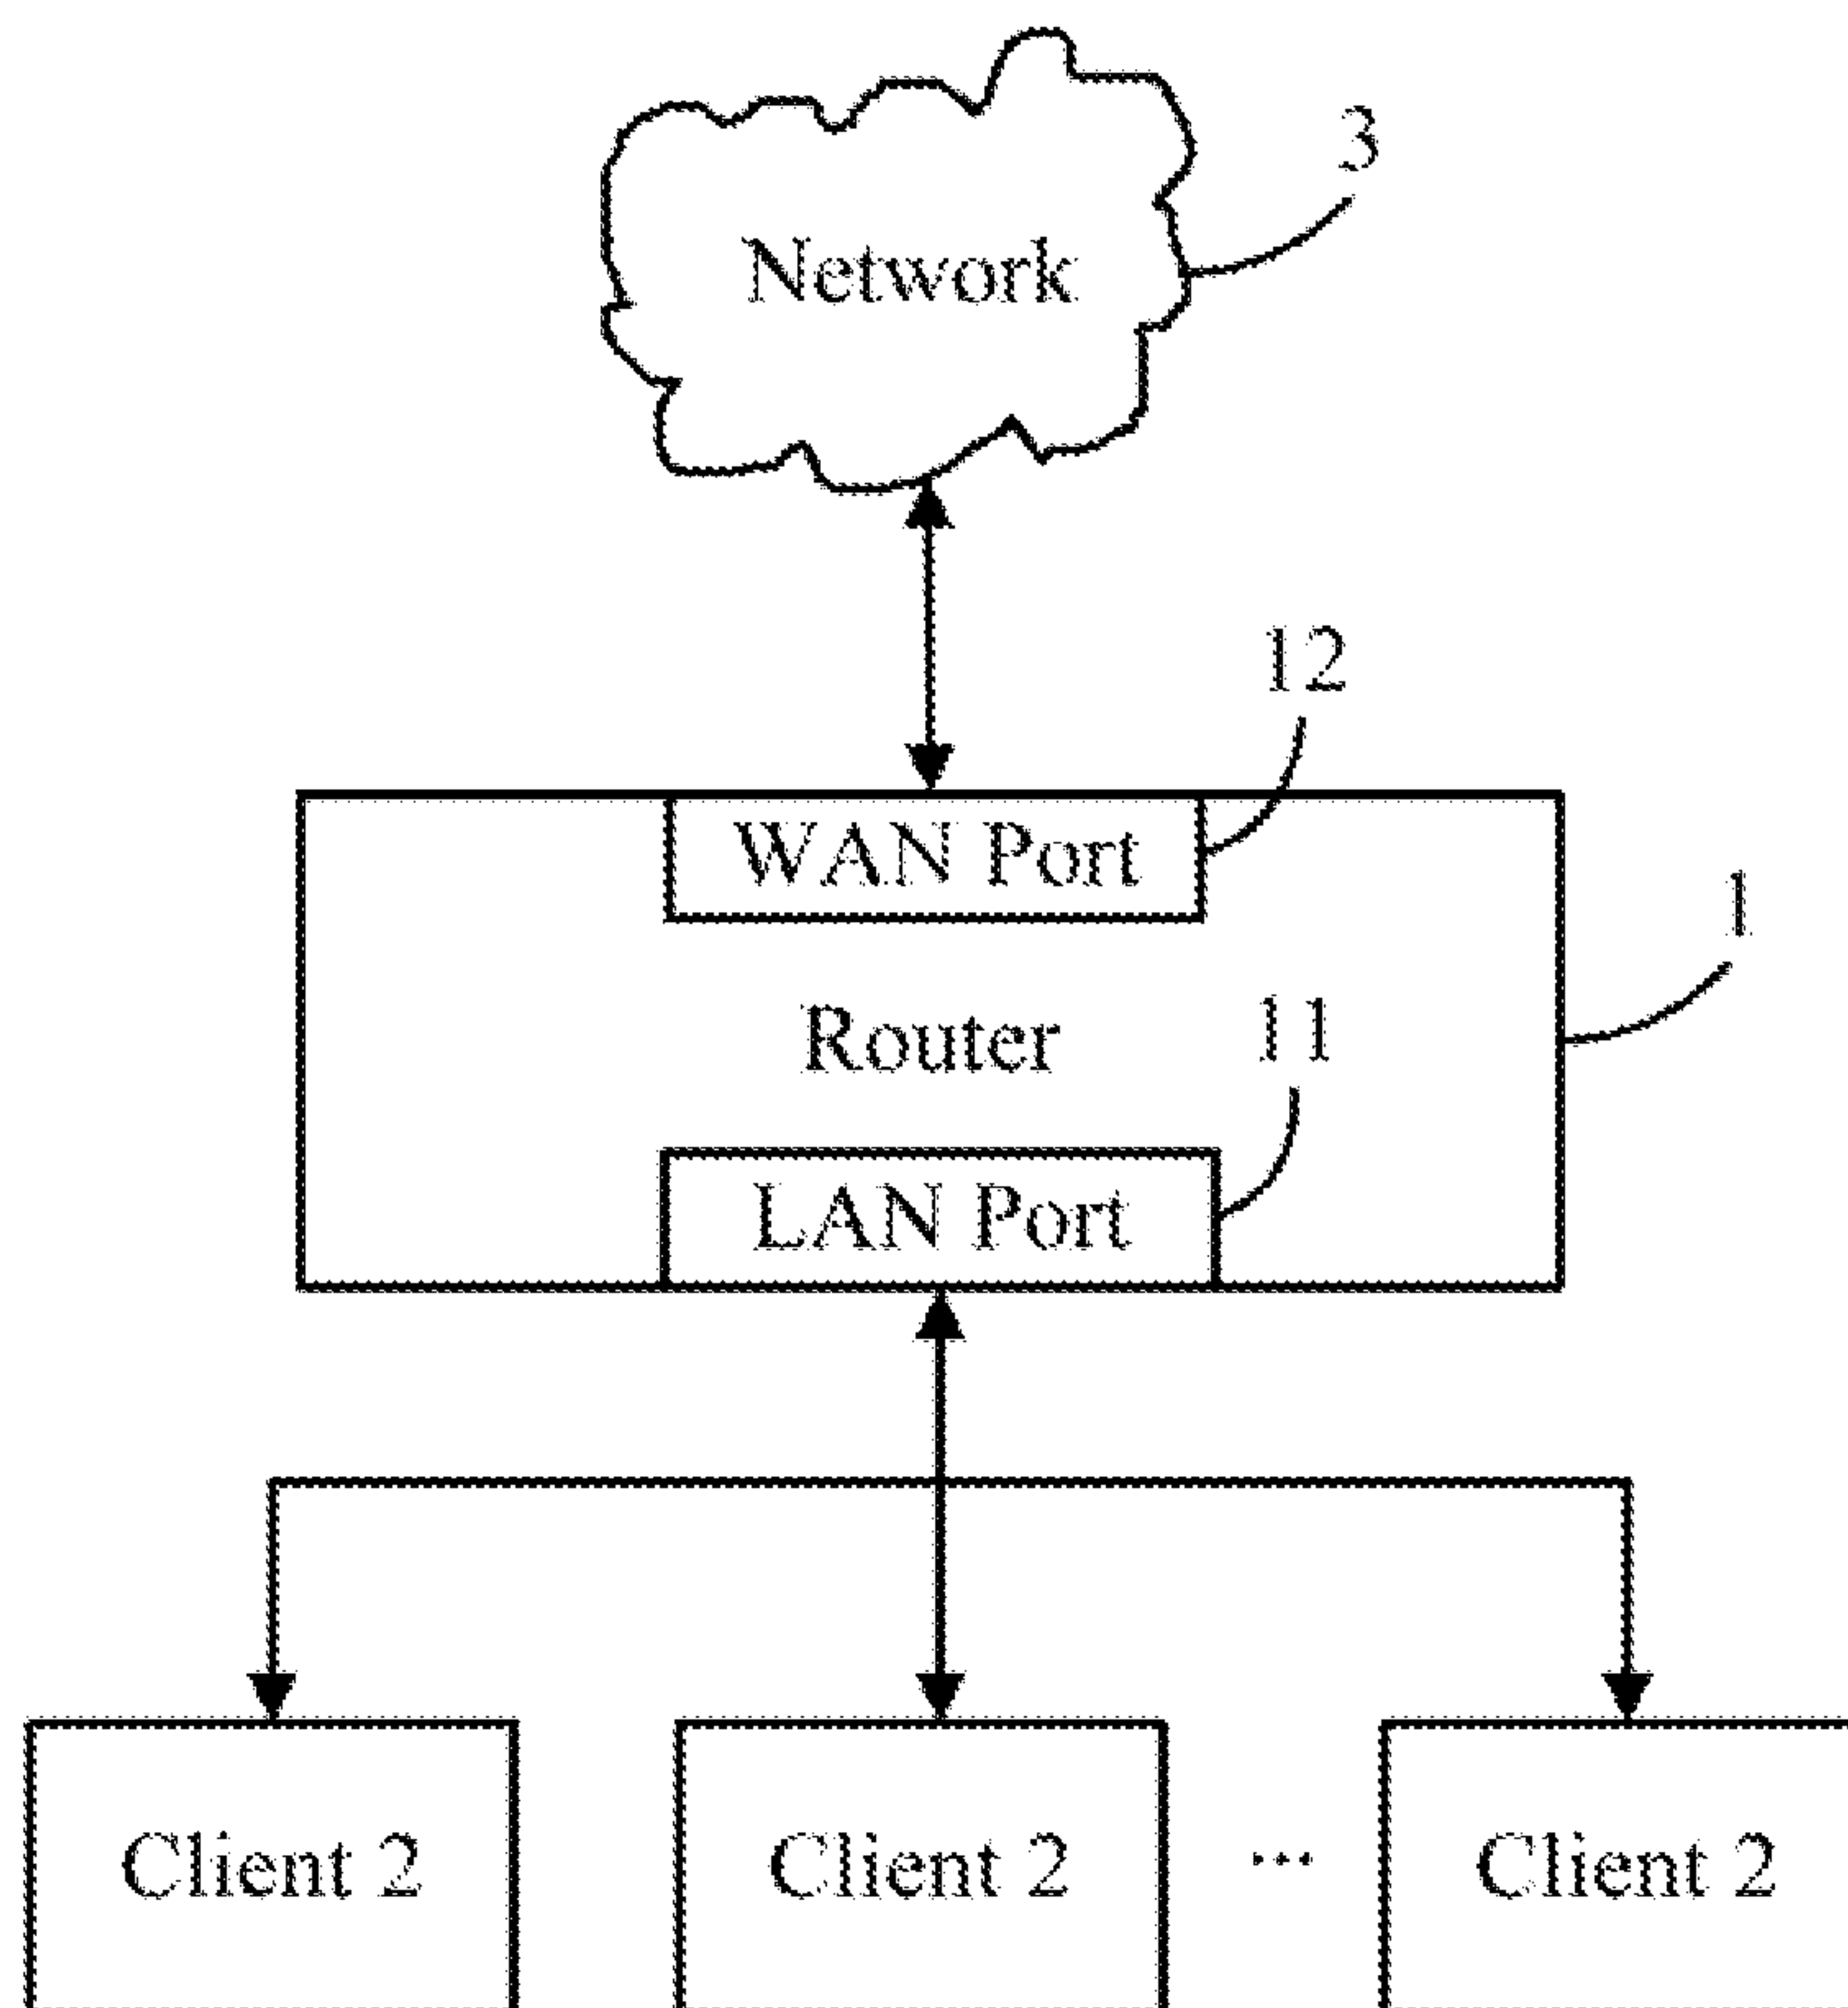 3
Network
12
WAN Port
1
Router
11
LAN Port
Client 2
Client 2
...
Client 2